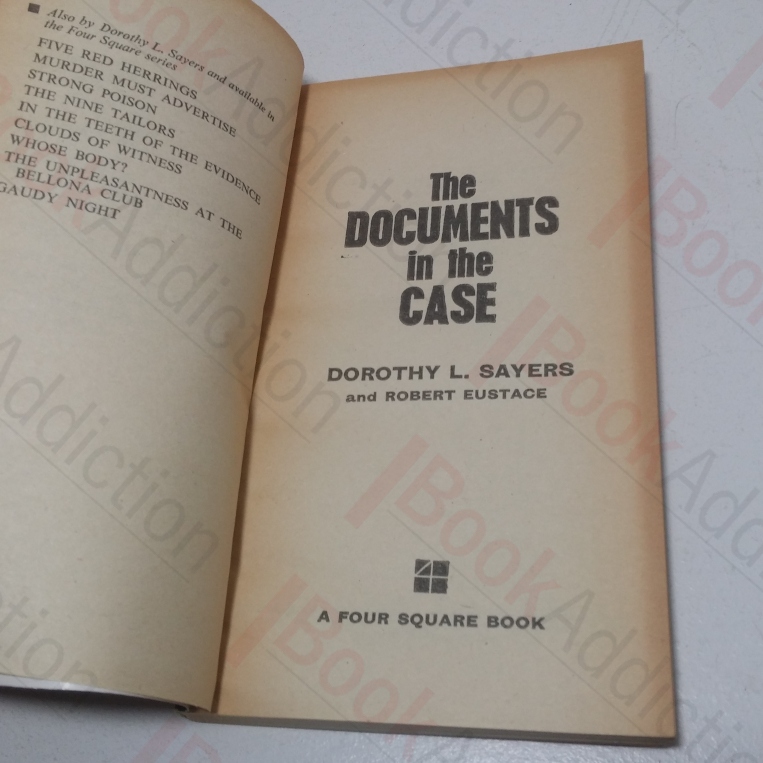 Also by Dorothy L. Sayers and available in
the Four Square series
FIVE RED HERRINGS
MURDER MUST ADVERTISE
STRONG POISON
THE NINE TAILORS
IN THE TEETH OF THE EVIDENCE
CLOUDS OF WITNESS
WHOSE BODY?
THE UNPLEASANTNESS AT THE
BELLONA CLUB
GAUDY NIGHT
The
DOCUMENTS
in the
CASE
DOROTHY L. SAYERS
and ROBERT EUSTACE
4
A FOUR SQUARE BOOK
BookAddiction